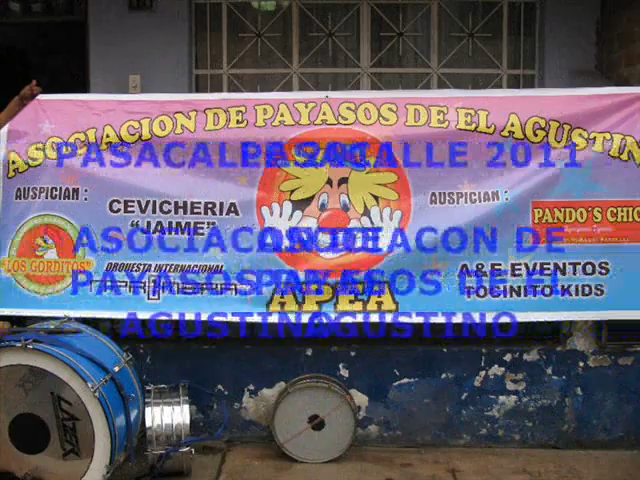 ASOCIACION DE PAYASOS DE EL AGUSTINO
PASACALLE 2011
AUSPICIAN :
CEVICHERIA
"JAIME"
"LOS GORDITOS"
ORQUESTA INTERNACIONAL
APEA
AUSPICIAN :
PANDO´S CHIC
A&E EVENTOS
TOCINITO KIDS
ASOCIACON DE
PAYASOS DE EL
AGUSTINO
LAZER